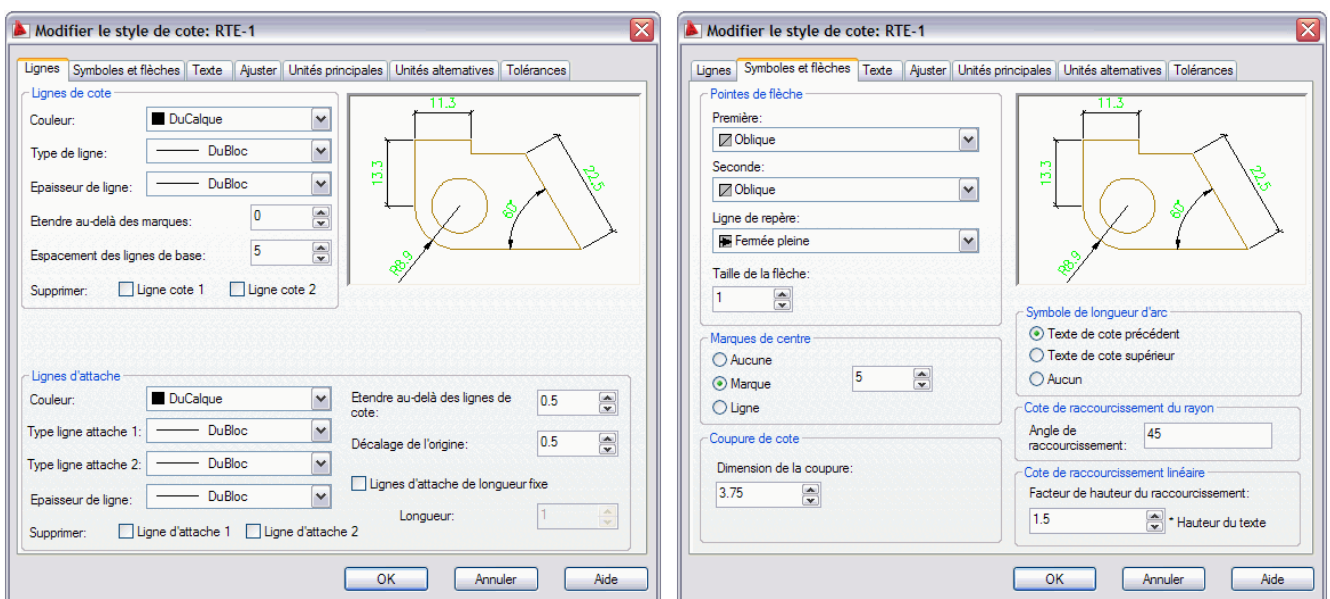 Modifier le style de cote: RTE-1
Lignes Symboles et flèches Texte Ajuster Unités principales Unités alternatives Tolérances
Lignes de cote
Couleur: DuCalque
Type de ligne: DuBloc
Epaisseur de ligne: DuBloc
Etendre au-delà des marques: 0
Espacement des lignes de base: 5
Supprimer: Ligne cote 1 Ligne cote 2
11.3
13.3
22.5
60°
R8.9
Lignes d'attache
Couleur: DuCalque
Type ligne attache 1: DuBloc
Type ligne attache 2: DuBloc
Epaisseur de ligne: DuBloc
Supprimer: Ligne d'attache 1 Ligne d'attache 2
Etendre au-delà des lignes de
cote: 0.5
Décalage de l'origine: 0.5
Lignes d'attache de longueur fixe
Longueur: 1
OK Annuler Aide
Modifier le style de cote: RTE-1
Lignes Symboles et flèches Texte Ajuster Unités principales Unités alternatives Tolérances
Pointes de flèche
Première:
Oblique
Seconde:
Oblique
Ligne de repère:
Fermée pleine
Taille de la flèche:
1
11.3
13.3
22.5
60°
R8.9
Marques de centre
Aucune
Marque 5
Ligne
Coupure de cote
Dimension de la coupure:
3.75
Symbole de longueur d'arc
Texte de cote précédent
Texte de cote supérieur
Aucun
Cote de raccourcissement du rayon
Angle de
raccourcissement: 45
Cote de raccourcissement linéaire
Facteur de hauteur du raccourcissement:
1.5 * Hauteur du texte
OK Annuler Aide